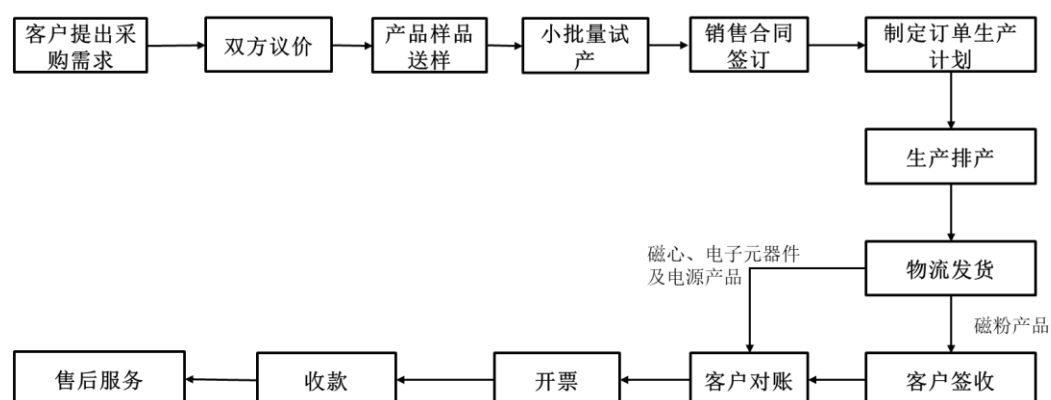 客户提出采
购需求
双方议价
产品样品
送样
小批量试
产
销售合同
签订
制定订单生产
计划
生产排产
物流发货
磁心、电子元器件
及电源产品
磁粉产品
客户签收
客户对账
开票
收款
售后服务